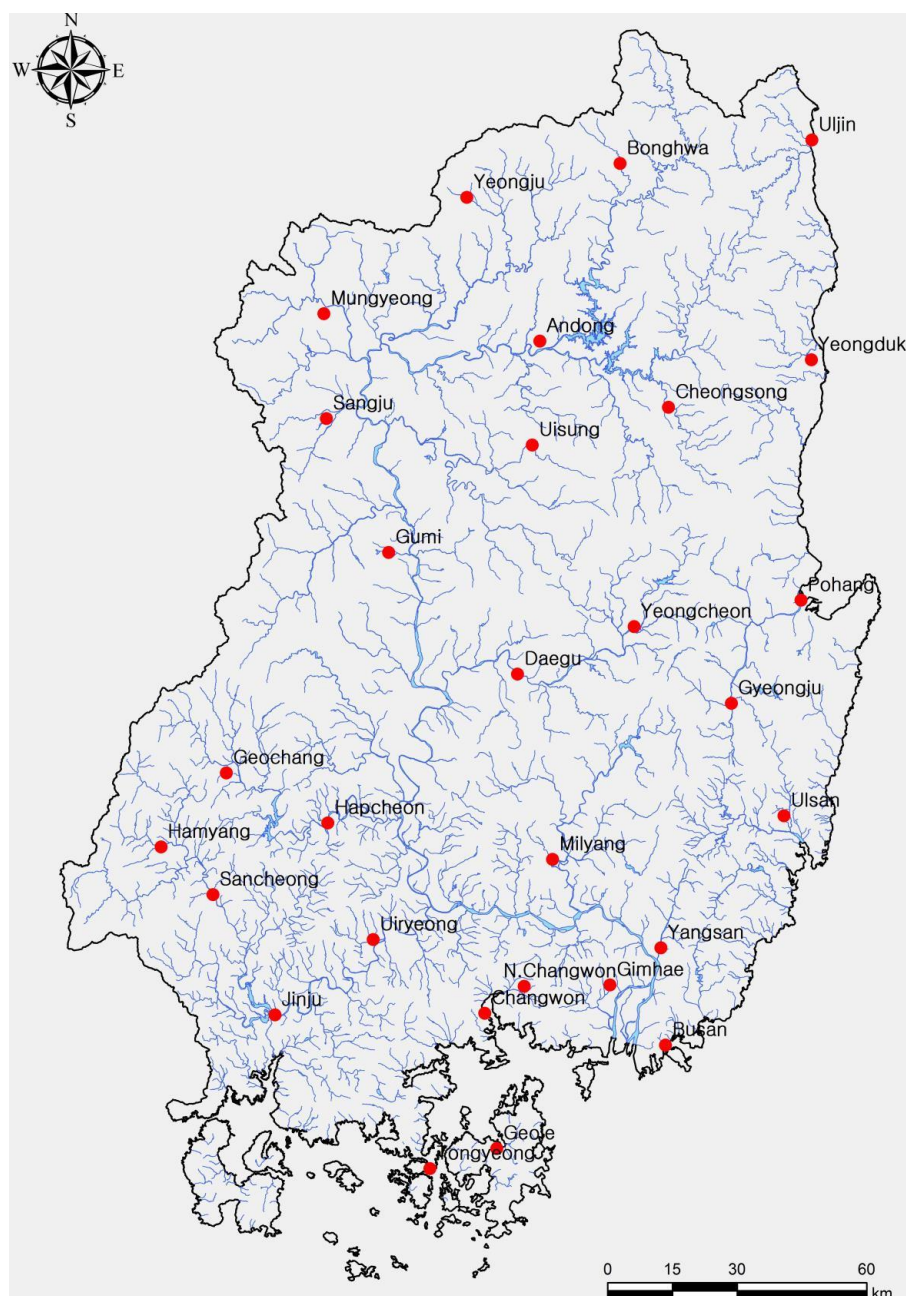 N
W E
S
Uljin
Bonghwa
Yeongju
Mungyeong
Andong
Yeongduk
Cheongsong
Sangju
Uisung
Gumi
Pohang
Yeongcheon
Daegu
Gyeongju
Geochang
Ulsan
Hapcheon
Hamyang
Milyang
Sancheong
Uiryeong
Yangsan
N.Changwon
Gimhae
Changwon
Jinju
Busan
Geoje
Tongyeong
0 15 30 60
km